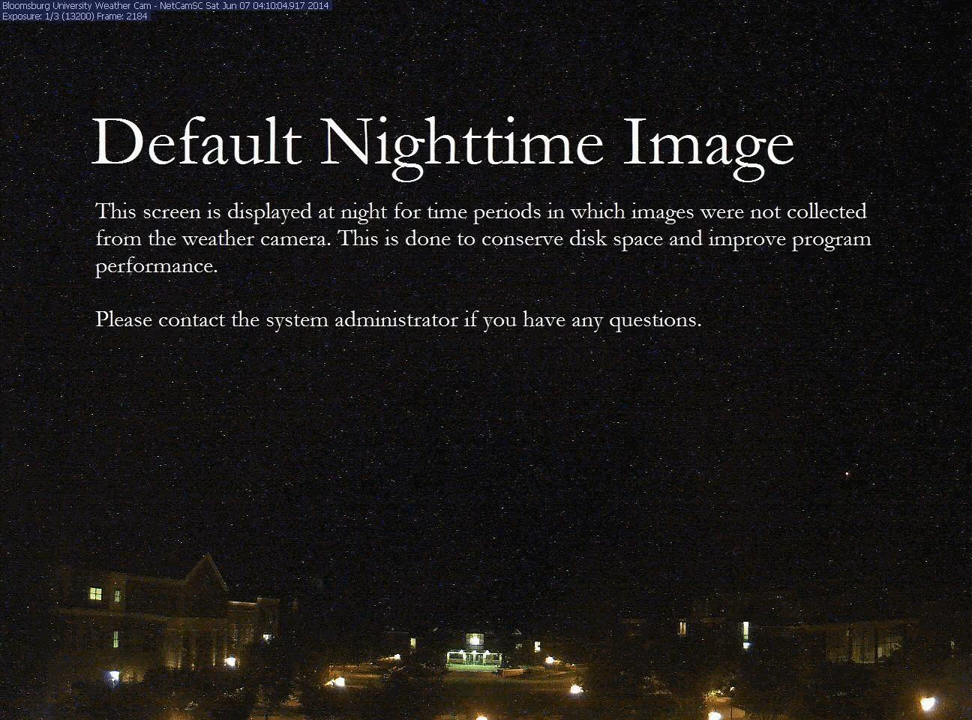 Bloomsburg University Weather Cam - NetCamSC Sat Jun 07 04:10:04.917 2014
Exposure: 1/3 (13200) Frame: 2184
Default Nighttime Image
This screen is displayed at night for time periods in which images were not collected
from the weather camera. This is done to conserve disk space and improve program
performance.
Please contact the system administrator if you have any questions.